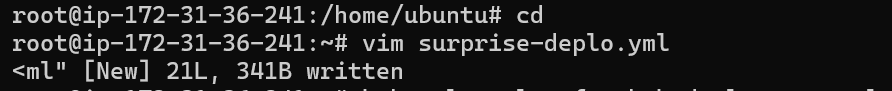 root@ip-172-31-36-241:/home/ubuntu# cd
root@ip-172-31-36-241:~# vim surprise-deplo.yml
<ml" [New] 21L, 341B written